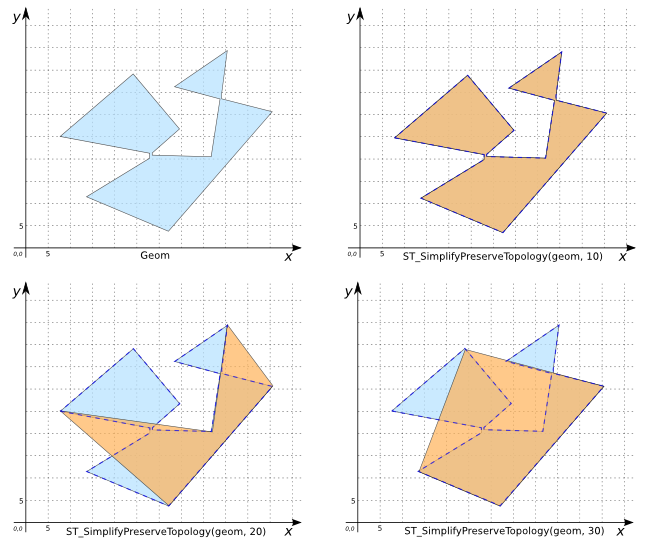 y
y
5
5
0,0
5
Geom
x
0,0
5
ST_SimplifyPreserveTopology(geom, 10)
x
y
y
5
5
0,0
5
ST_SimplifyPreserveTopology(geom, 20)
x
0,0
5
ST_SimplifyPreserveTopology(geom, 30)
x